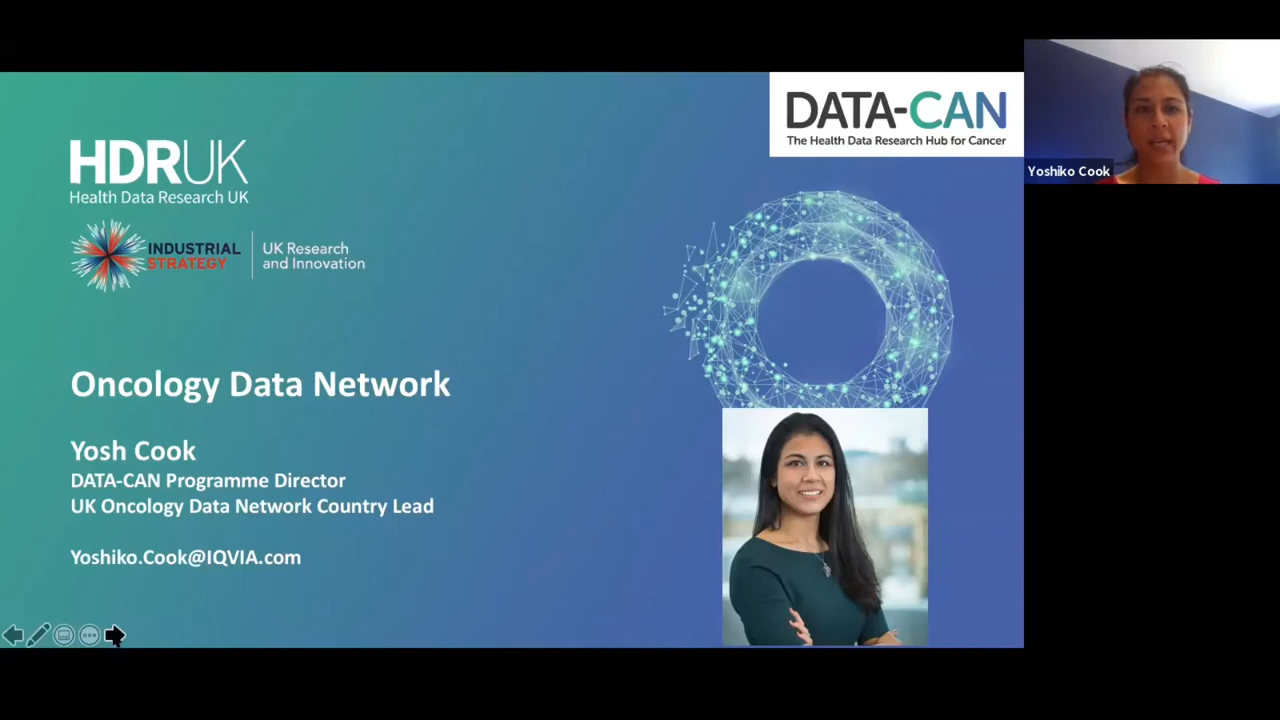 HDRUK
Health Data Research UK
INDUSTRIAL
STRATEGY
UK Research
and Innovation
DATA-CAN
The Health Data Research Hub for Cancer
Yoshiko Cook
Oncology Data Network
Yosh Cook
DATA-CAN Programme Director
UK Oncology Data Network Country Lead
Yoshiko.Cook@IQVIA.com